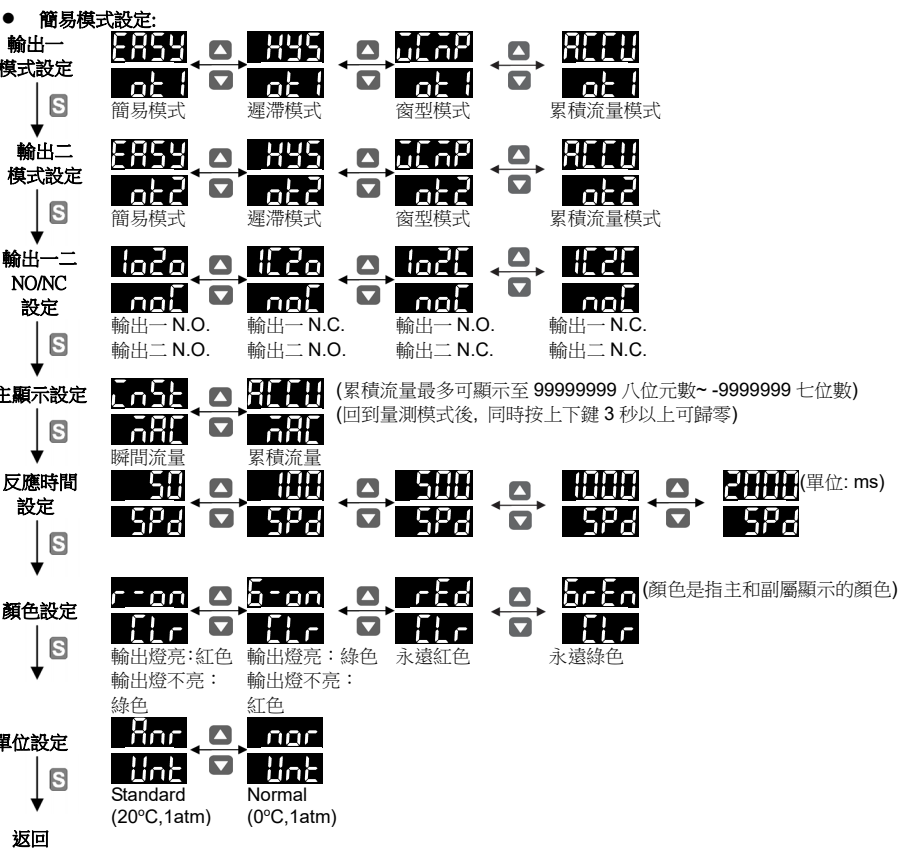 ● 簡易模式設定:
輸出一
模式設定
EASY HYS wCmP ACCU
ot1 ot1 ot1 ot1
簡易模式 遲滯模式 窗型模式 累積流量模式
S
輸出二
模式設定
EASY HYS wCmP ACCU
ot2 ot2 ot2 ot2
簡易模式 遲滯模式 窗型模式 累積流量模式
S
輸出一二
NO/NC
設定
1o2o 1C2o 1o2C 1C2C
noC noC noC noC
輸出一 N.O. 輸出一 N.C. 輸出一 N.O. 輸出一 N.C.
輸出二 N.O. 輸出二 N.O. 輸出二 N.C. 輸出二 N.C.
S
主顯示設定
InSt ACCU (累積流量最多可顯示至 99999999 八位元數~ -9999999 七位數)
(回到量測模式後, 同時按上下鍵 3 秒以上可歸零)
瞬間流量 累積流量
S
反應時間
設定
50 100 500 1000 2000 (單位: ms)
SPd SPd SPd SPd SPd
S
顏色設定
r-on G-on rEd GrEn (顏色是指主和副屬顯示的顏色)
CLr CLr CLr CLr
輸出燈亮:紅色 輸出燈亮：綠色 永遠紅色 永遠綠色
輸出燈不亮： 輸出燈不亮：
綠色 紅色
S
單位設定
Anr nor
Unt Unt
Standard Normal
(20°C,1atm) (0°C,1atm)
S
返回